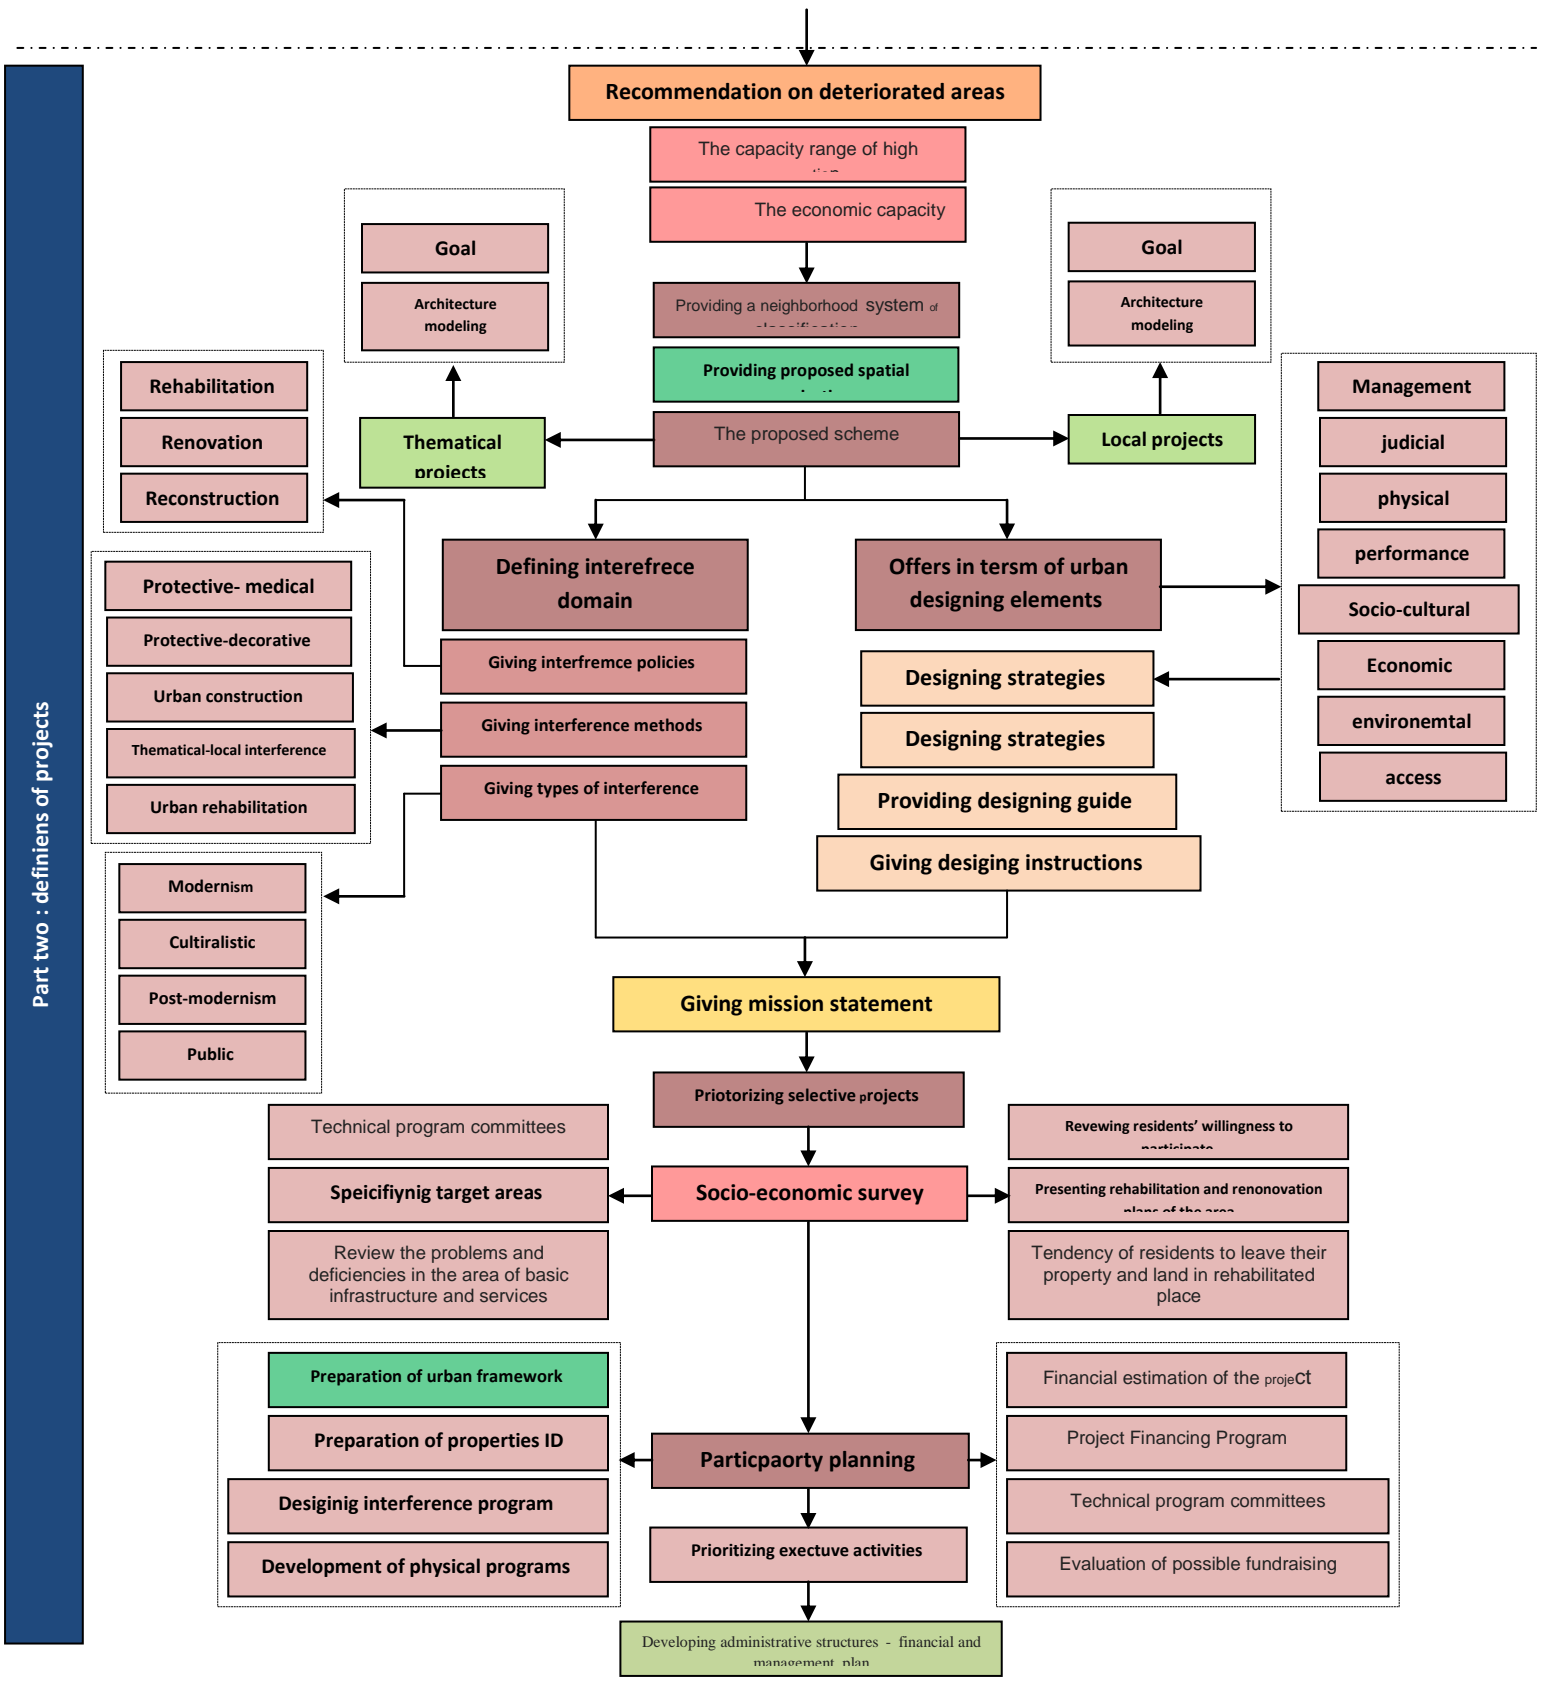 Recommendation on deteriorated areas
The capacity range of high
The economic capacity
Goal
Architecture
modeling
Goal
Architecture
modeling
Providing a neighborhood system of
classification
Providing proposed spatial
The proposed scheme
Thematical
projects
Local projects
Rehabilitation
Renovation
Reconstruction
Management
judicial
physical
performance
Socio-cultural
Economic
environemtal
access
Defining interefrece
domain
Offers in tersm of urban
designing elements
Protective- medical
Protective-decorative
Urban construction
Thematical-local interference
Urban rehabilitation
Giving interfremce policies
Giving interference methods
Giving types of interference
Designing strategies
Designing strategies
Providing designing guide
Giving desiging instructions
Modernism
Cultiralistic
Post-modernism
Public
Part two : definiens of projects
Giving mission statement
Priotorizing selective projects
Technical program committees
Speicifiynig target areas
Review the problems and
deficiencies in the area of basic
infrastructure and services
Socio-economic survey
Revewing residents' willingness to
participate
Presenting rehabilitation and renonovation
plans of the area
Tendency of residents to leave their
property and land in rehabilitated
place
Preparation of urban framework
Preparation of properties ID
Desiginig interference program
Development of physical programs
Particpaorty planning
Prioritizing exectuve activities
Financial estimation of the project
Project Financing Program
Technical program committees
Evaluation of possible fundraising
Developing administrative structures - financial and
management plan